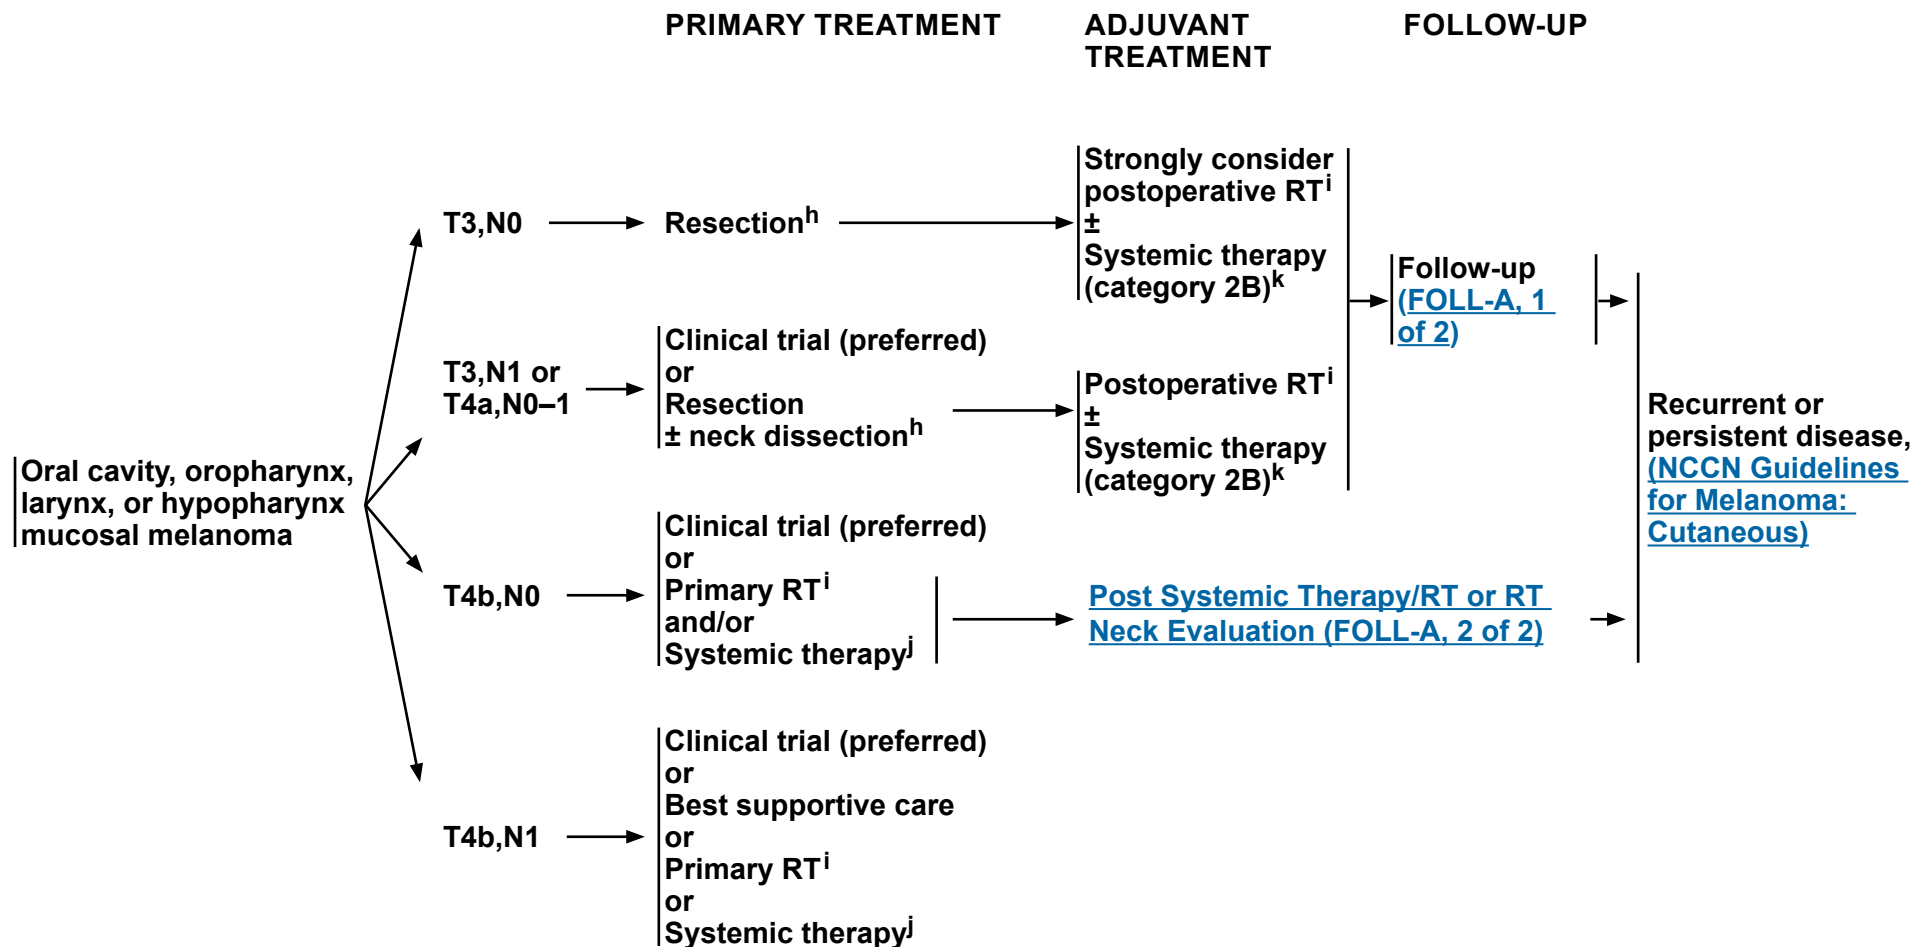 PRIMARY TREATMENT
ADJUVANT
TREATMENT
FOLLOW-UP
Oral cavity, oropharynx,
larynx, or hypopharynx
mucosal melanoma
T3,N0
Resectionʰ
Strongly consider
postoperative RTⁱ
±
Systemic therapy
(category 2B)ᵏ
T3,N1 or
T4a,N0–1
Clinical trial (preferred)
or
Resection
± neck dissectionʰ
Postoperative RTⁱ
±
Systemic therapy
(category 2B)ᵏ
Follow-up
(FOLL-A, 1
of 2)
T4b,N0
Clinical trial (preferred)
or
Primary RTⁱ
and/or
Systemic therapyʲ
Post Systemic Therapy/RT or RT
Neck Evaluation (FOLL-A, 2 of 2)
Recurrent or
persistent disease,
(NCCN Guidelines
for Melanoma:
Cutaneous)
T4b,N1
Clinical trial (preferred)
or
Best supportive care
or
Primary RTⁱ
or
Systemic therapyʲ